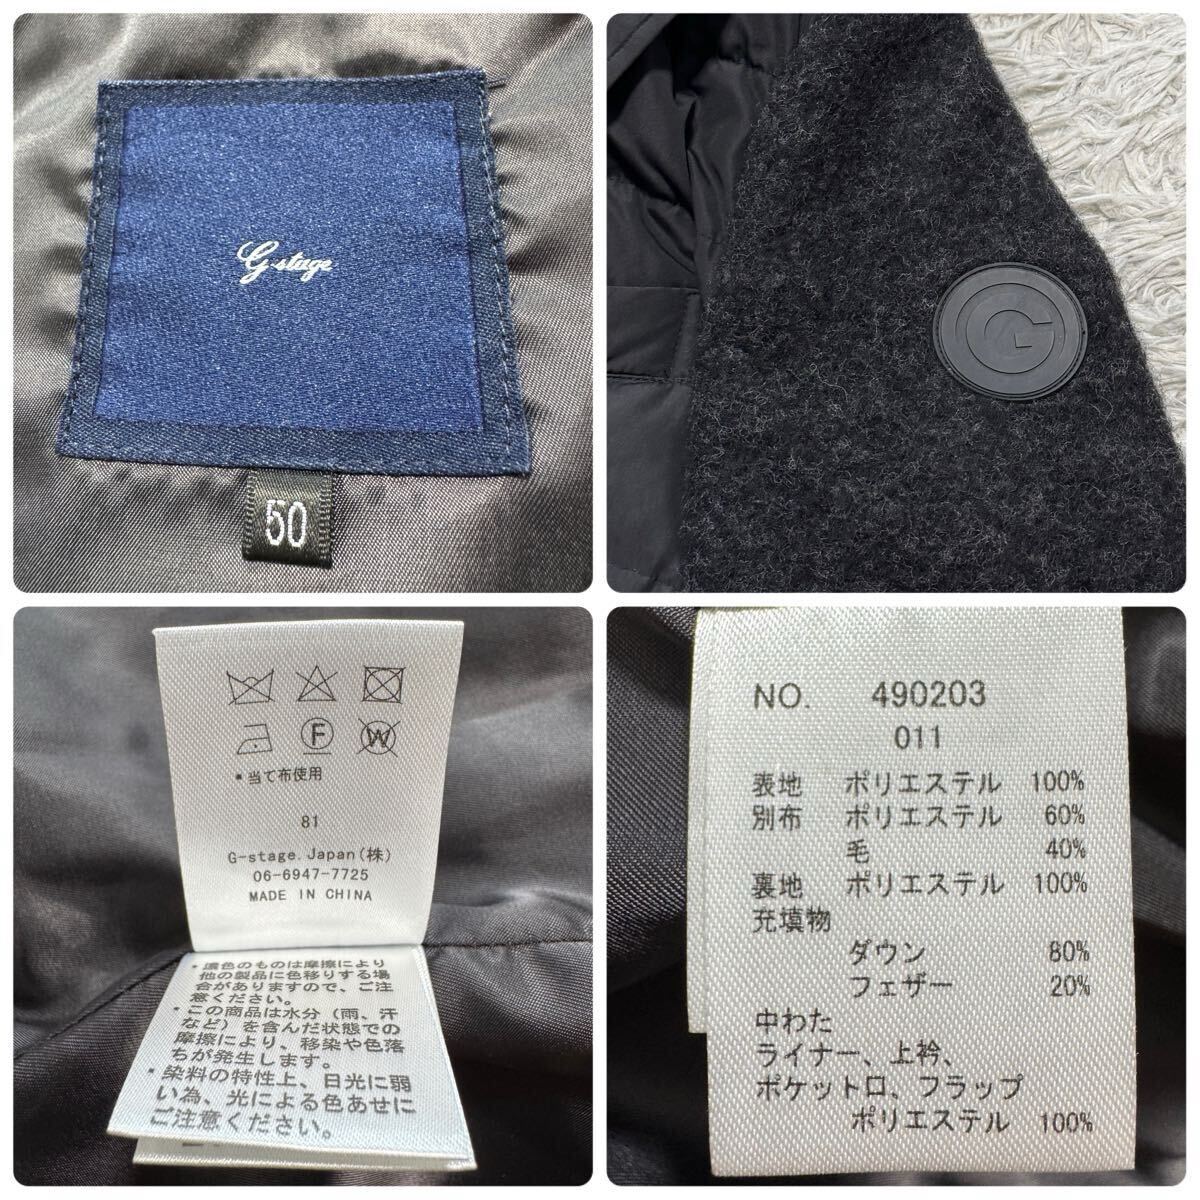 G-stage
50
G
F
W
・当て布使用
81
G-stage.Japan(株)
06-6947-7725
MADE IN CHINA
・濃色のものは摩擦により
他の製品に色移りする場
合がありますので、ご注
意ください。
・この商品は水分(雨、汗
など)を含んだ状態での
摩擦により、移染や色落
ちが発生します。
・染料の特性上、日光に弱
い為、光による色あせに
ご注意ください。
NO. 490203
011
表地 ポリエステル 100%
別布 ポリエステル 60%
毛 40%
裏地 ポリエステル 100%
充填物
ダウン 80%
フェザー 20%
中わた
ライナー、上衿、
ポケット口、フラップ
ポリエステル 100%